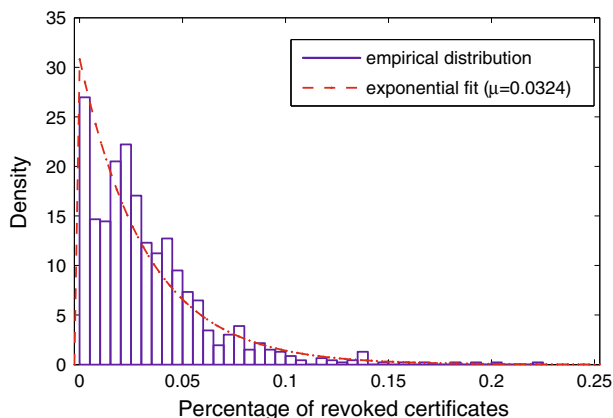 empirical distribution
exponential fit (μ=0.0324)
35
30
25
20
15
10
5
0
Density
0 0.05 0.1 0.15 0.2 0.25
Percentage of revoked certificates